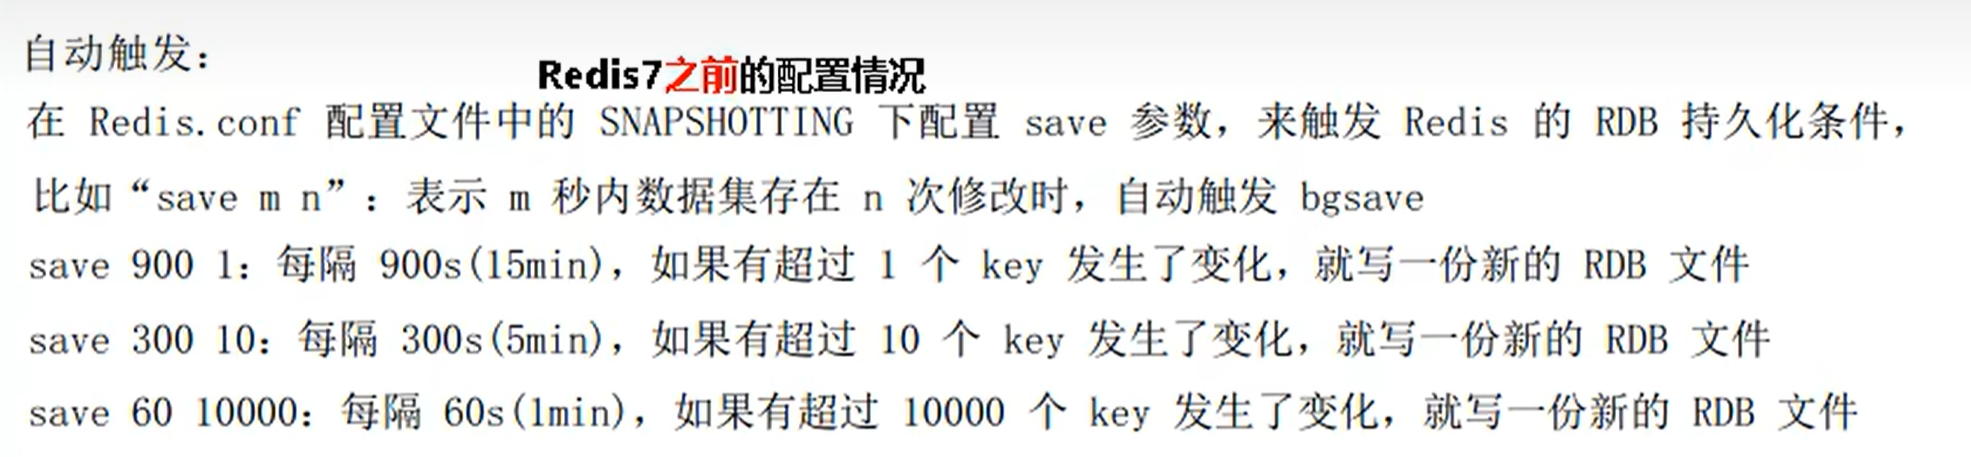 自动触发：
Redis7之前的配置情况
在 Redis.conf 配置文件中的 SNAPSHOTTING 下配置 save 参数，来触发 Redis 的 RDB 持久化条件，
比如“save m n”：表示 m 秒内数据集存在 n 次修改时，自动触发 bgsave
save 900 1：每隔 900s(15min)，如果有超过 1 个 key 发生了变化，就写一份新的 RDB 文件
save 300 10：每隔 300s(5min)，如果有超过 10 个 key 发生了变化，就写一份新的 RDB 文件
save 60 10000：每隔 60s(1min)，如果有超过 10000 个 key 发生了变化，就写一份新的 RDB 文件